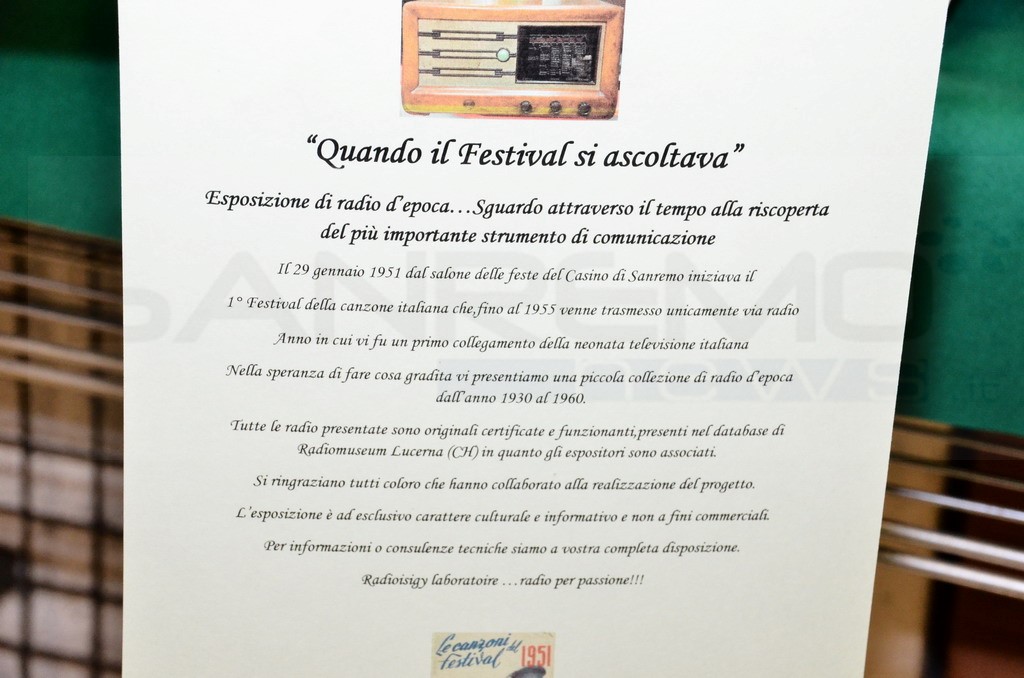 “Quando il Festival si ascoltava”
Esposizione di radio d’epoca…Sguardo attraverso il tempo alla riscoperta
del più importante strumento di comunicazione
Il 29 gennaio 1951 dal salone delle feste del Casino di Sanremo iniziava il
1° Festival della canzone italiana che,fino al 1955 venne trasmesso unicamente via radio
Anno in cui vi fu un primo collegamento della neonata televisione italiana
Nella speranza di fare cosa gradita vi presentiamo una piccola collezione di radio d’epoca
dall’anno 1930 al 1960.
Tutte le radio presentate sono originali certificate e funzionanti,presenti nel database di
Radiomuseum Lucerna (CH) in quanto gli espositori sono associati.
Si ringraziano tutti coloro che hanno collaborato alla realizzazione del progetto.
L’esposizione è ad esclusivo carattere culturale e informativo e non a fini commerciali.
Per informazioni o consulenze tecniche siamo a vostra completa disposizione.
Radioisigy laboratoire …radio per passione!!!
Le canzoni del
festival 1951
SANREMO
news.it